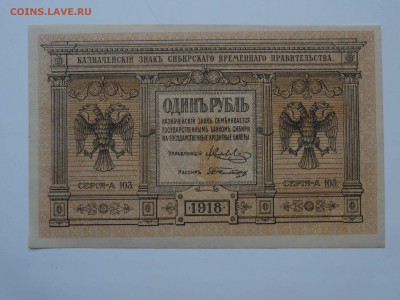 COINS.LAVE.RU
КАЗНАЧЕЙСКІЙ ЗНАКЪ СИБИРСКАГО ВРЕМЕННАГО ПРАВИТЕЛЬСТВА.
ОДИНЪ РУБЛЬ
КАЗНАЧЕЙСКІЙ ЗНАКЪ ОБМѢНИВАЕТСЯ
ГОСУДАРСТВЕННЫМЪ БАНКОМЪ СИБИРИ
НА ГОСУДАРСТВЕННЫЕ КРЕДИТНЫЕ БИЛЕТЫ
УПРАВЛЯЮЩІЙ
КАССИРЪ
СЕРІЯ-А 103
СЕРІЯ-А 103
1918